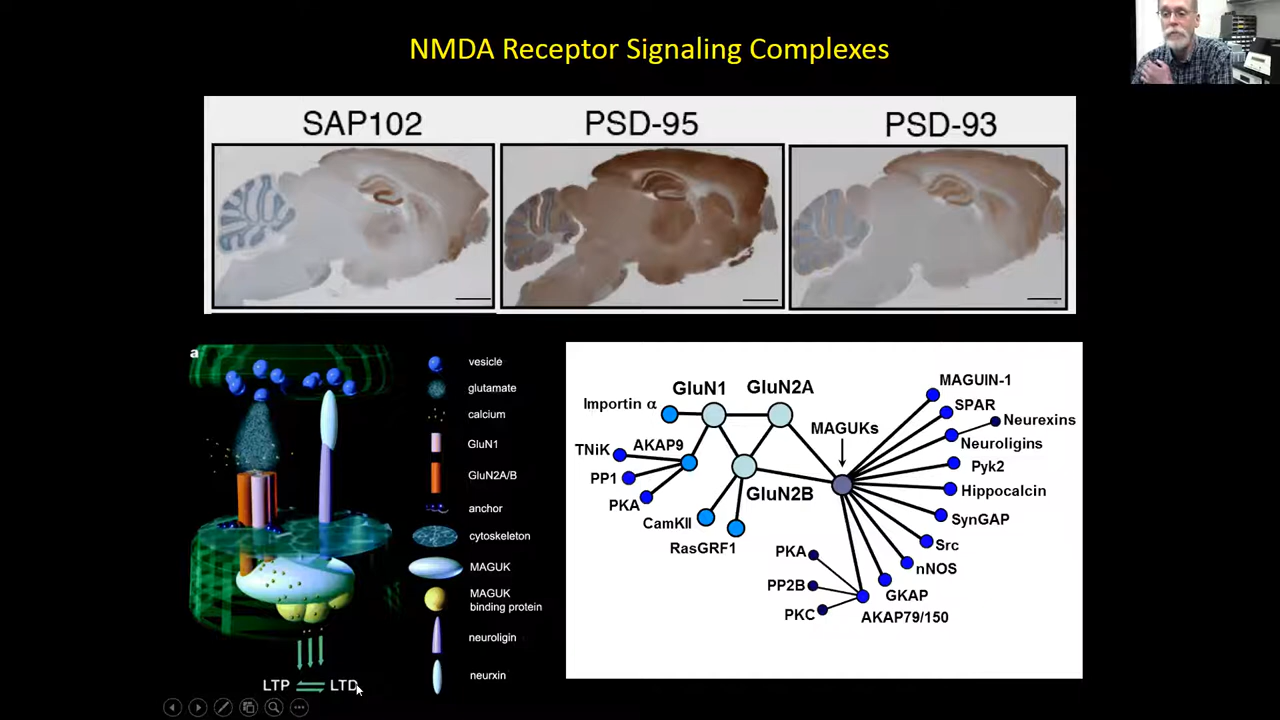 NMDA Receptor Signaling Complexes
SAP102
PSD-95
PSD-93
a
vesicle
glutamate
calcium
GluN1
GluN2A/B
anchor
cytoskeleton
MAGUK
MAGUK
binding protein
neuroligin
neurxin
LTP
LTD
GluN1
GluN2A
Importin α
MAGUKs
TNiK
AKAP9
PP1
PKA
GluN2B
CamKII
RasGRF1
MAGUIN-1
SPAR
Neurexins
Neuroligins
Pyk2
Hippocalcin
SynGAP
Src
nNOS
GKAP
AKAP79/150
PKA
PP2B
PKC